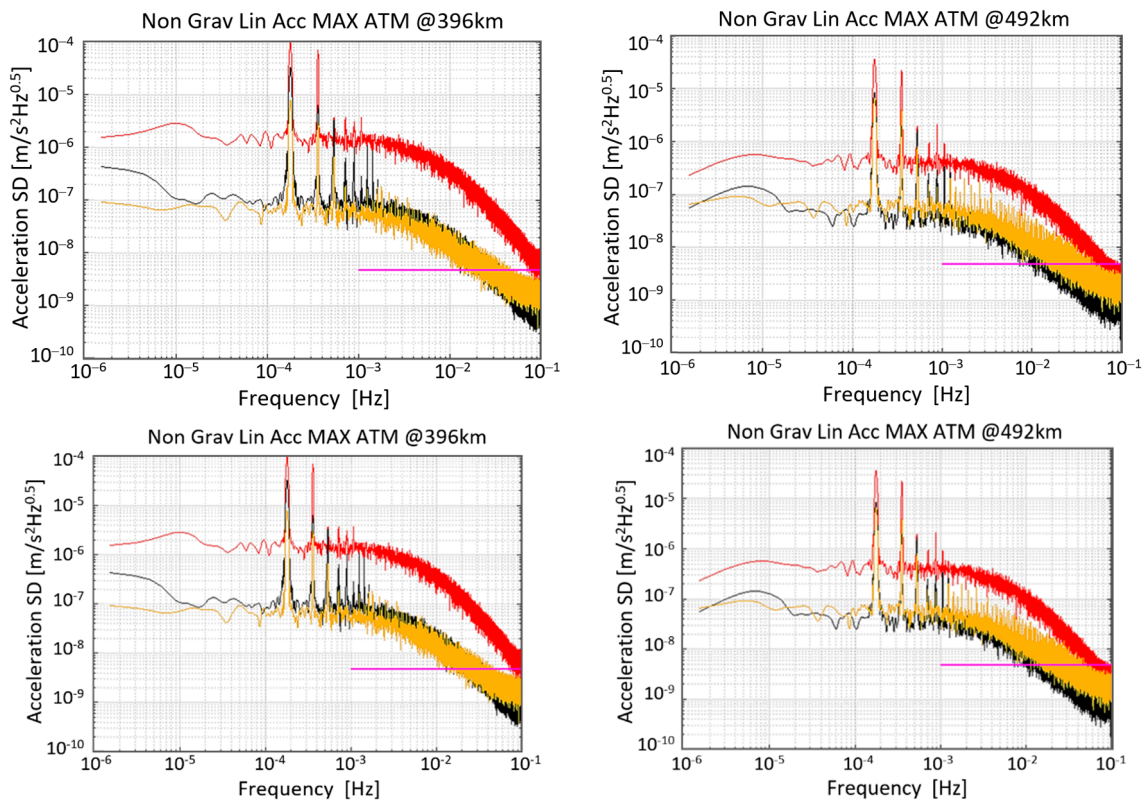 Non Grav Lin Acc MAX ATM @396km
Acceleration SD [m/s²Hz⁰·⁵]
10⁻⁴
10⁻⁵
10⁻⁶
10⁻⁷
10⁻⁸
10⁻⁹
10⁻¹⁰
10⁻⁶ 10⁻⁵ 10⁻⁴ 10⁻³ 10⁻² 10⁻¹
Frequency [Hz]
Non Grav Lin Acc MAX ATM @492km
Acceleration SD [m/s²Hz⁰·⁵]
10⁻⁴
10⁻⁵
10⁻⁶
10⁻⁷
10⁻⁸
10⁻⁹
10⁻¹⁰
10⁻⁶ 10⁻⁵ 10⁻⁴ 10⁻³ 10⁻² 10⁻¹
Frequency [Hz]
Non Grav Lin Acc MAX ATM @396km
Acceleration SD [m/s²Hz⁰·⁵]
10⁻⁴
10⁻⁵
10⁻⁶
10⁻⁷
10⁻⁸
10⁻⁹
10⁻¹⁰
10⁻⁶ 10⁻⁵ 10⁻⁴ 10⁻³ 10⁻² 10⁻¹
Frequency [Hz]
Non Grav Lin Acc MAX ATM @492km
Acceleration SD [m/s²Hz⁰·⁵]
10⁻⁴
10⁻⁵
10⁻⁶
10⁻⁷
10⁻⁸
10⁻⁹
10⁻¹⁰
10⁻⁶ 10⁻⁵ 10⁻⁴ 10⁻³ 10⁻² 10⁻¹
Frequency [Hz]